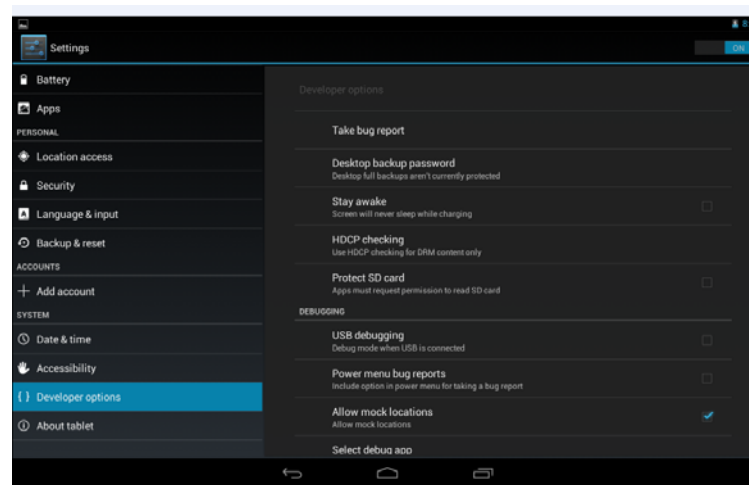 Settings
ON
Battery
Apps
PERSONAL
Location access
Security
Language & input
Backup & reset
ACCOUNTS
Add account
SYSTEM
Date & time
Accessibility
{ } Developer options
About tablet
Developer options
Take bug report
Desktop backup password
Desktop full backups aren't currently protected
Stay awake
Screen will never sleep while charging
HDCP checking
Use HDCP checking for DRM content only
Protect SD card
Apps must request permission to read SD card
DEBUGGING
USB debugging
Debug mode when USB is connected
Power menu bug reports
Include option in power menu for taking a bug report
Allow mock locations
Allow mock locations
Select debug app